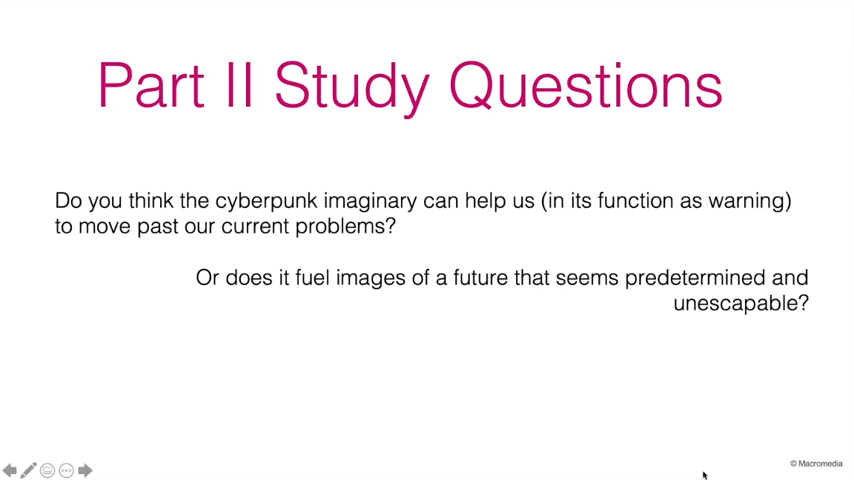 Part II Study Questions
Do you think the cyberpunk imaginary can help us (in its function as warning)
to move past our current problems?
Or does it fuel images of a future that seems predetermined and
unescapable?
© Macromedia